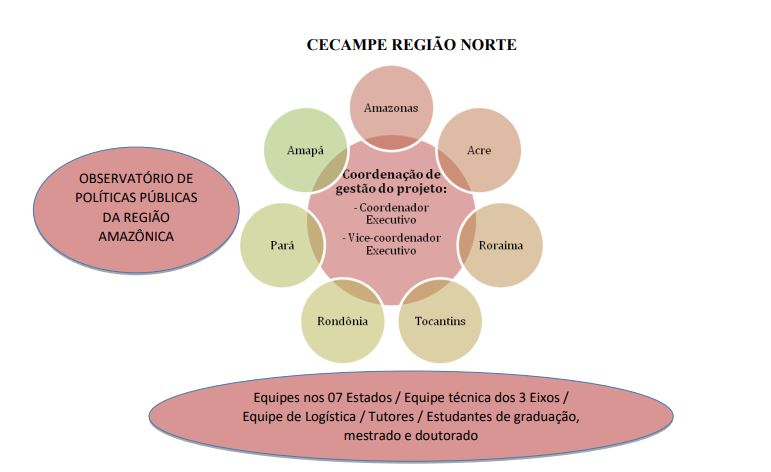 CECAMPE REGIÃO NORTE
Amazonas
Amapá
Acre
OBSERVATÓRIO DE
POLÍTICAS PÚBLICAS
DA REGIÃO
AMAZÔNICA
Coordenação de
gestão do projeto:
- Coordenador
Executivo
- Vice-coordenador
Executivo
Pará
Roraima
Rondônia
Tocantins
Equipes nos 07 Estados / Equipe técnica dos 3 Eixos /
Equipe de Logística / Tutores / Estudantes de graduação,
mestrado e doutorado